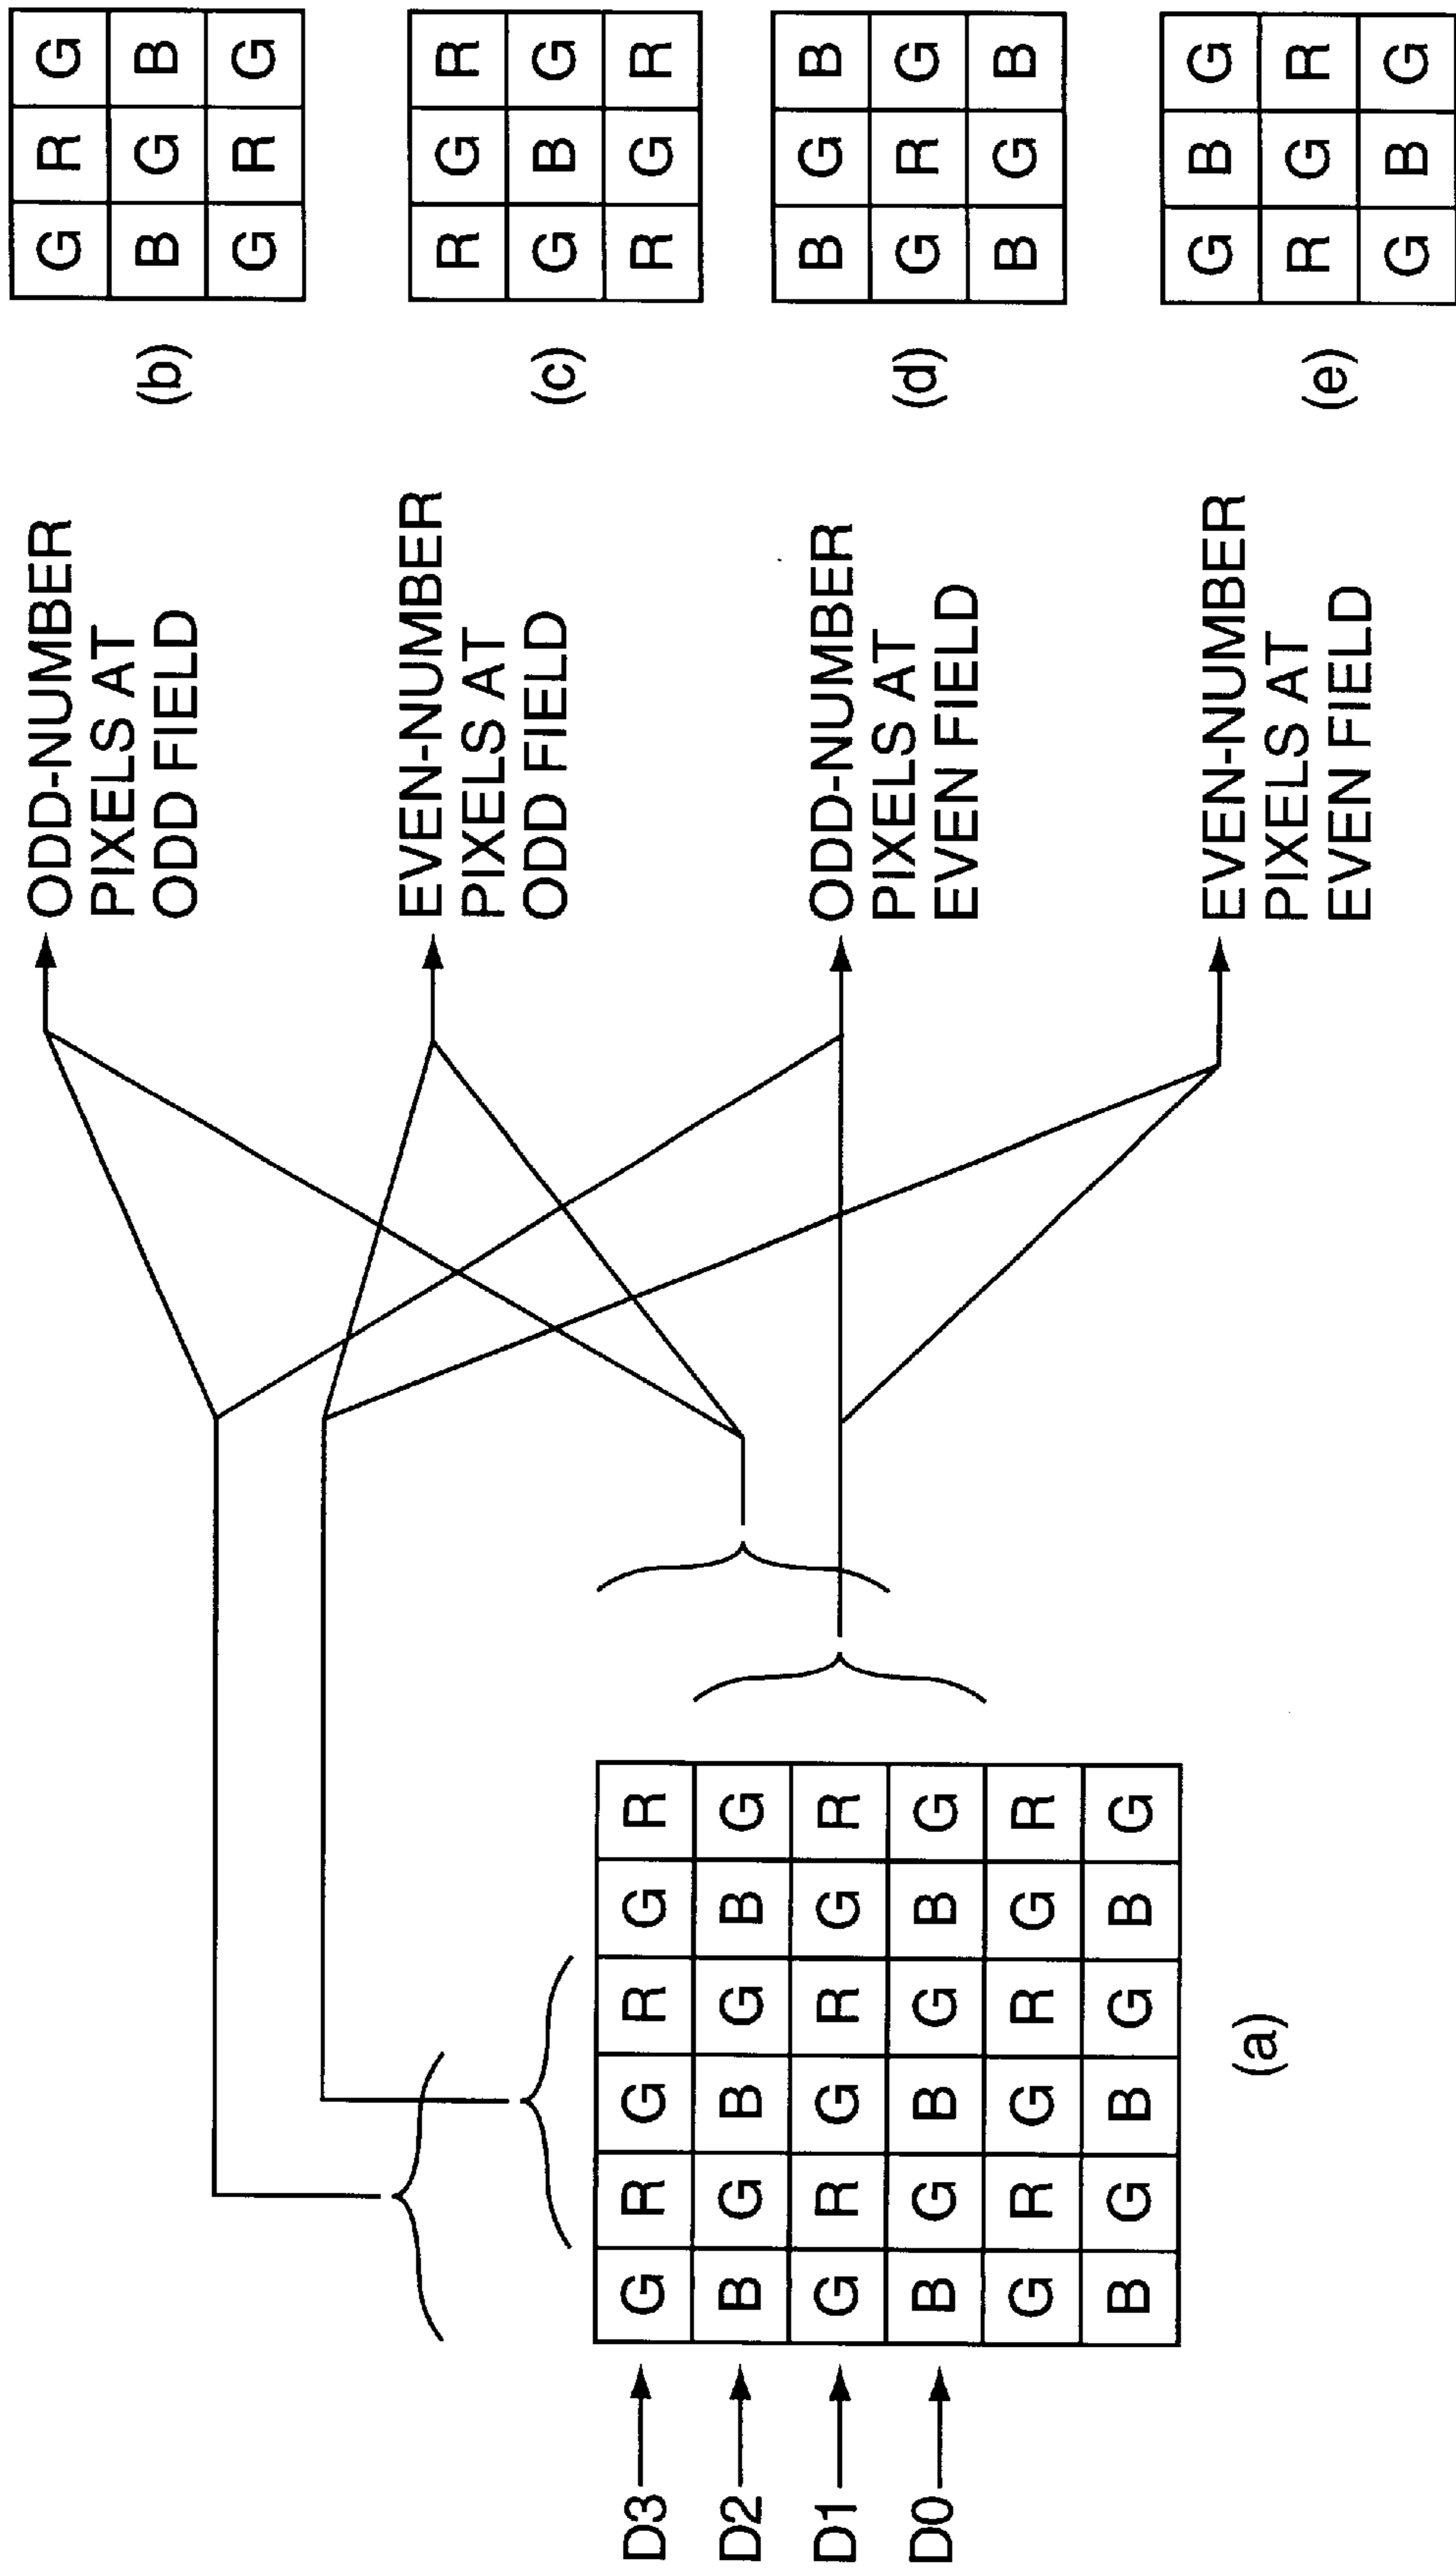 ODD-NUMBER
PIXELS AT
ODD FIELD
(b)
G R G
B G B
G R G
EVEN-NUMBER
PIXELS AT
ODD FIELD
(c)
R G R
G B G
R G R
ODD-NUMBER
PIXELS AT
EVEN FIELD
(d)
B G B
G R G
B G B
EVEN-NUMBER
PIXELS AT
EVEN FIELD
(e)
G B G
R G R
G B G
D3 G R G R G R
D2 B G B G B G
D1 G R G R G R
D0 B G B G B G
G R G R G R
B G B G B G
(a)